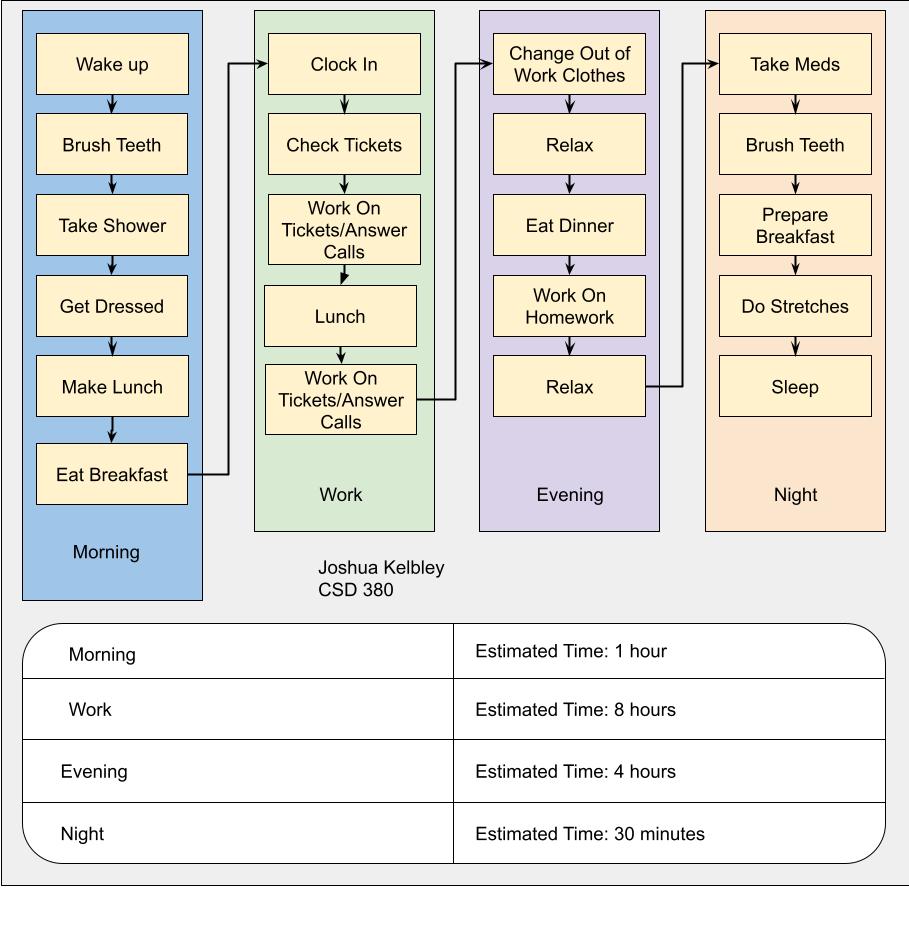 Wake up
Brush Teeth
Take Shower
Get Dressed
Make Lunch
Eat Breakfast
Morning
Clock In
Check Tickets
Work On
Tickets/Answer
Calls
Lunch
Work On
Tickets/Answer
Calls
Work
Change Out of
Work Clothes
Relax
Eat Dinner
Work On
Homework
Relax
Evening
Take Meds
Brush Teeth
Prepare
Breakfast
Do Stretches
Sleep
Night
Joshua Kelbley
CSD 380
Morning
Estimated Time: 1 hour
Work
Estimated Time: 8 hours
Evening
Estimated Time: 4 hours
Night
Estimated Time: 30 minutes